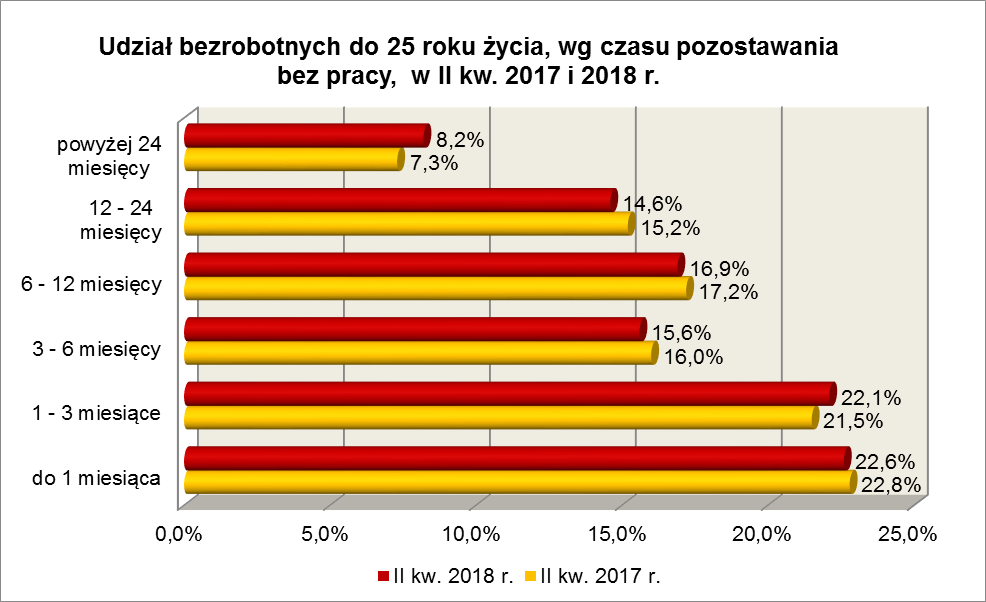 Udział bezrobotnych do 25 roku życia, wg czasu pozostawania
bez pracy,  w II kw. 2017 i 2018 r.
powyżej 24
miesięcy
8,2%
7,3%
12 - 24
miesięcy
14,6%
15,2%
6 - 12 miesięcy
16,9%
17,2%
3 - 6 miesięcy
15,6%
16,0%
1 - 3 miesiące
22,1%
21,5%
do 1 miesiąca
22,6%
22,8%
0,0% 5,0% 10,0% 15,0% 20,0% 25,0%
II kw. 2018 r. II kw. 2017 r.